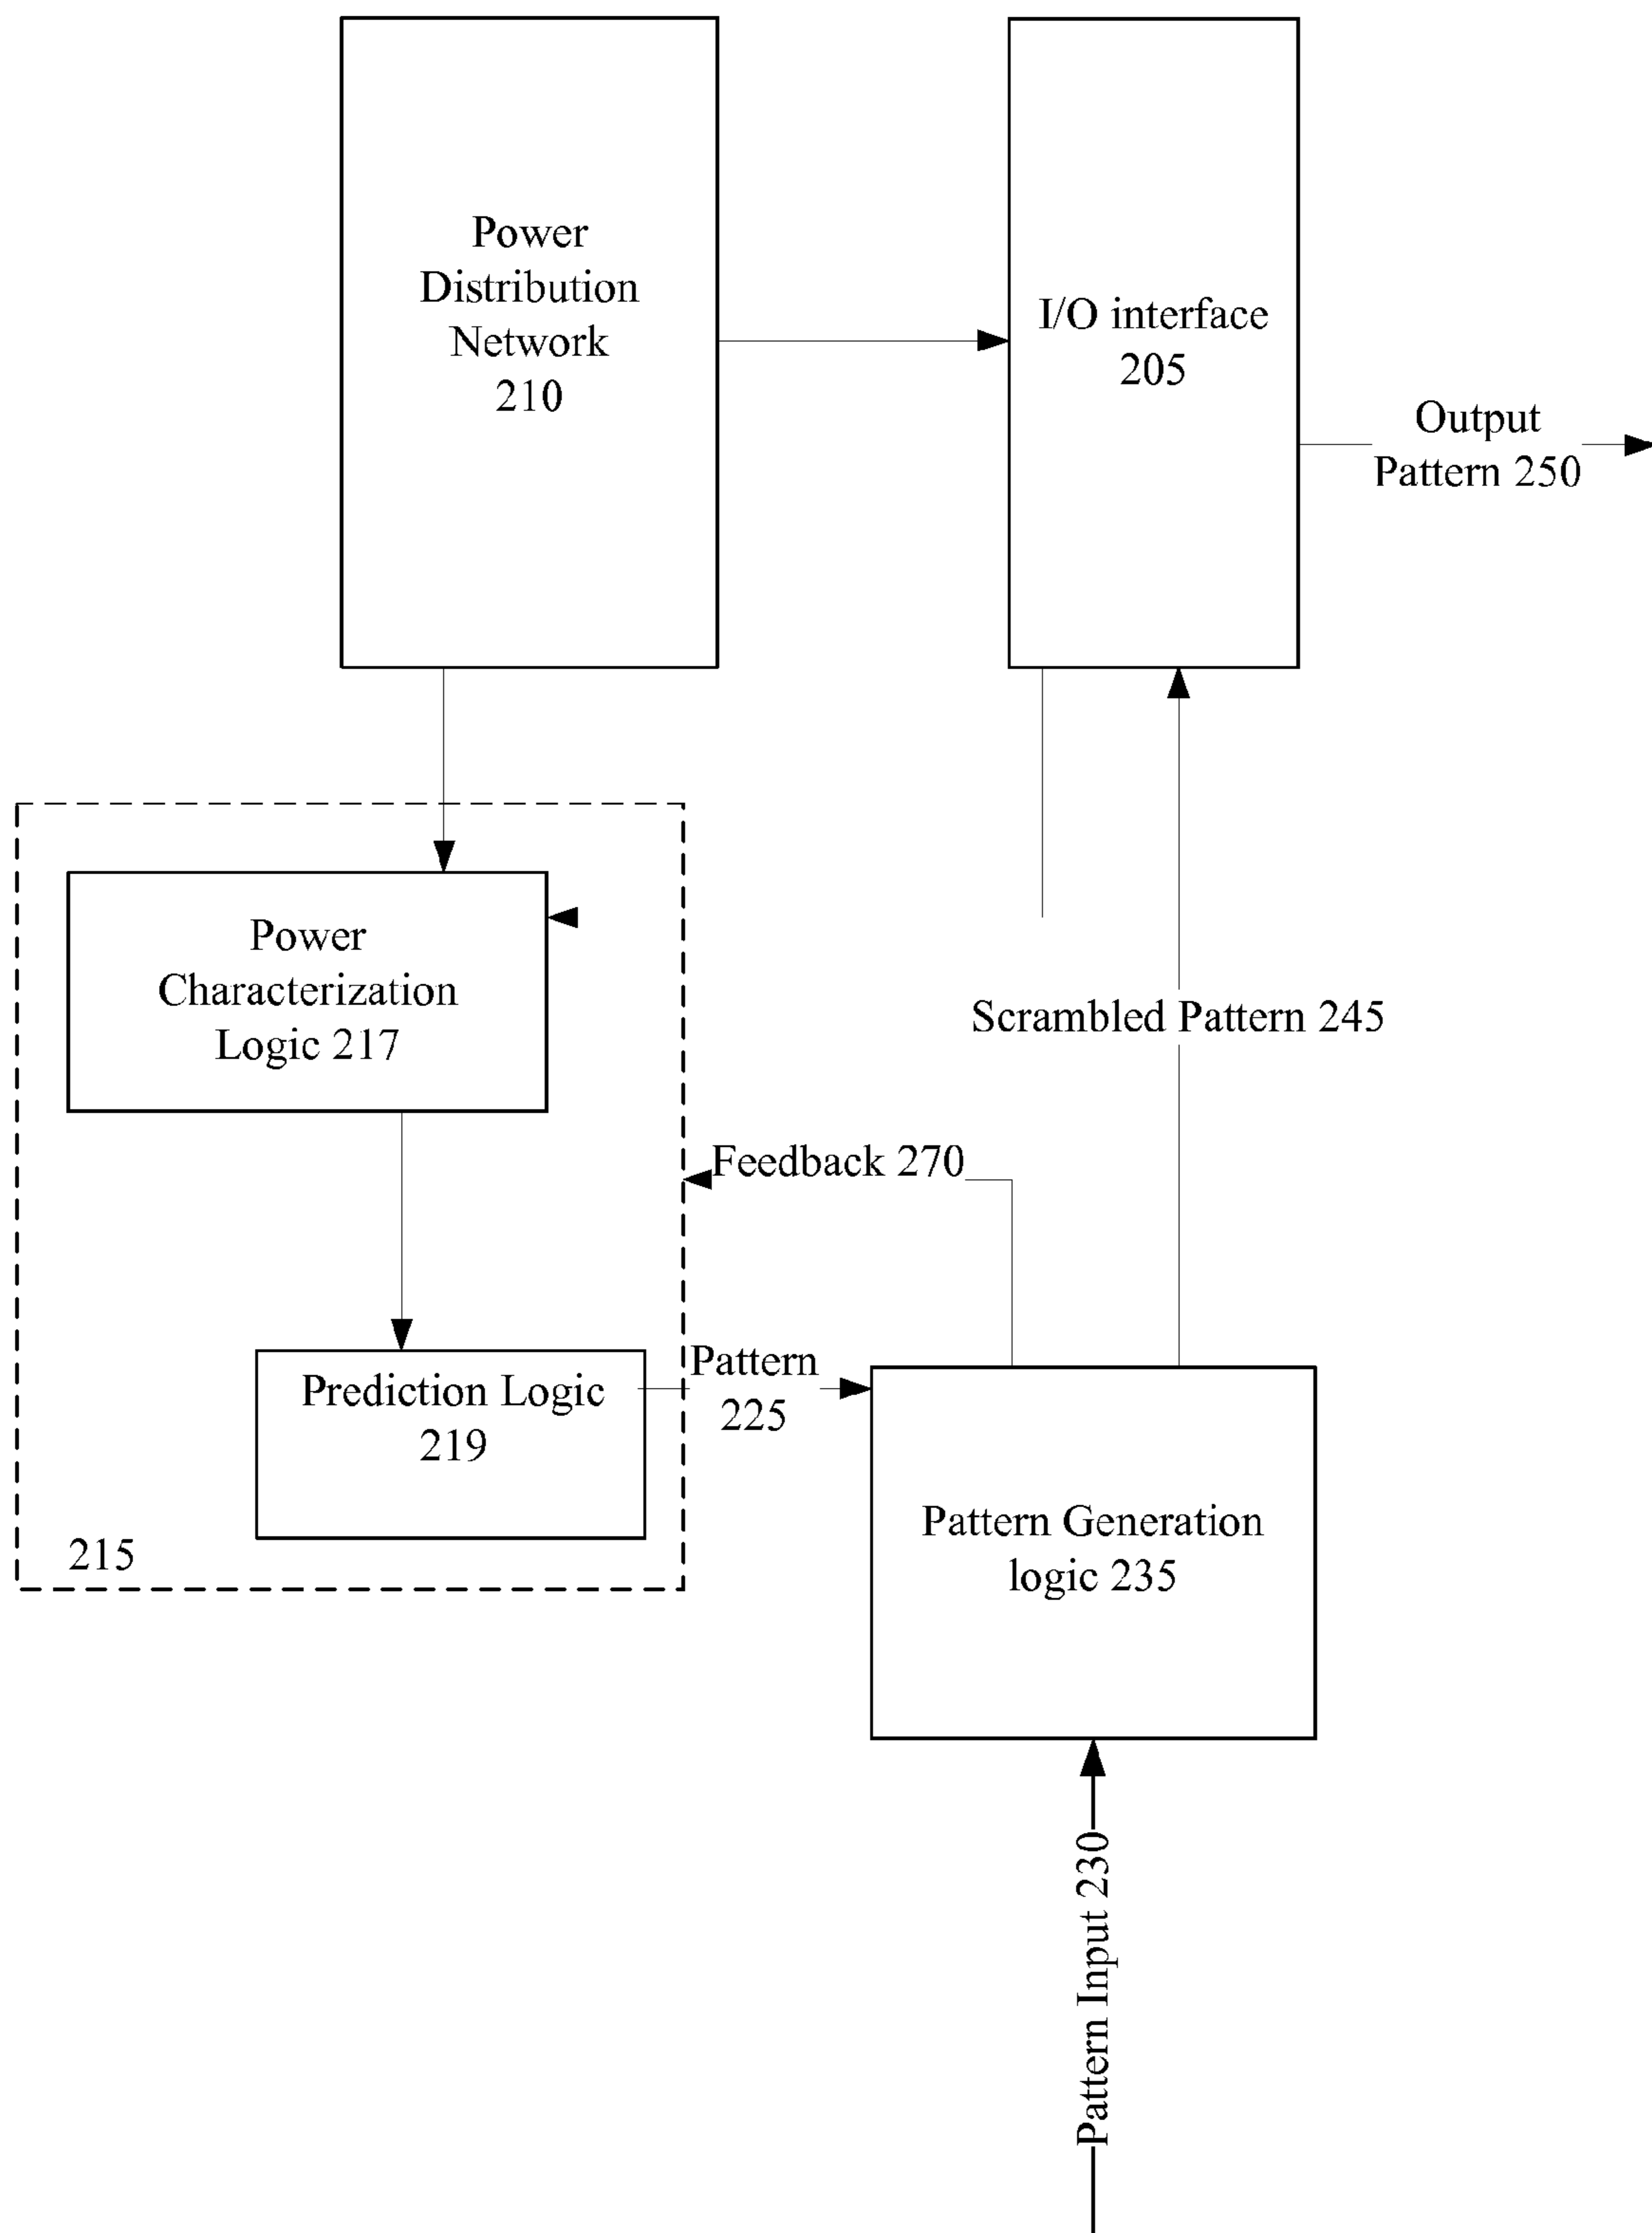 Power
Distribution
Network
210
I/O interface
205
Output
Pattern 250
Power
Characterization
Logic 217
Scrambled Pattern 245
Feedback 270
Prediction Logic
219
Pattern
225
215
Pattern Generation
logic 235
Pattern Input 230